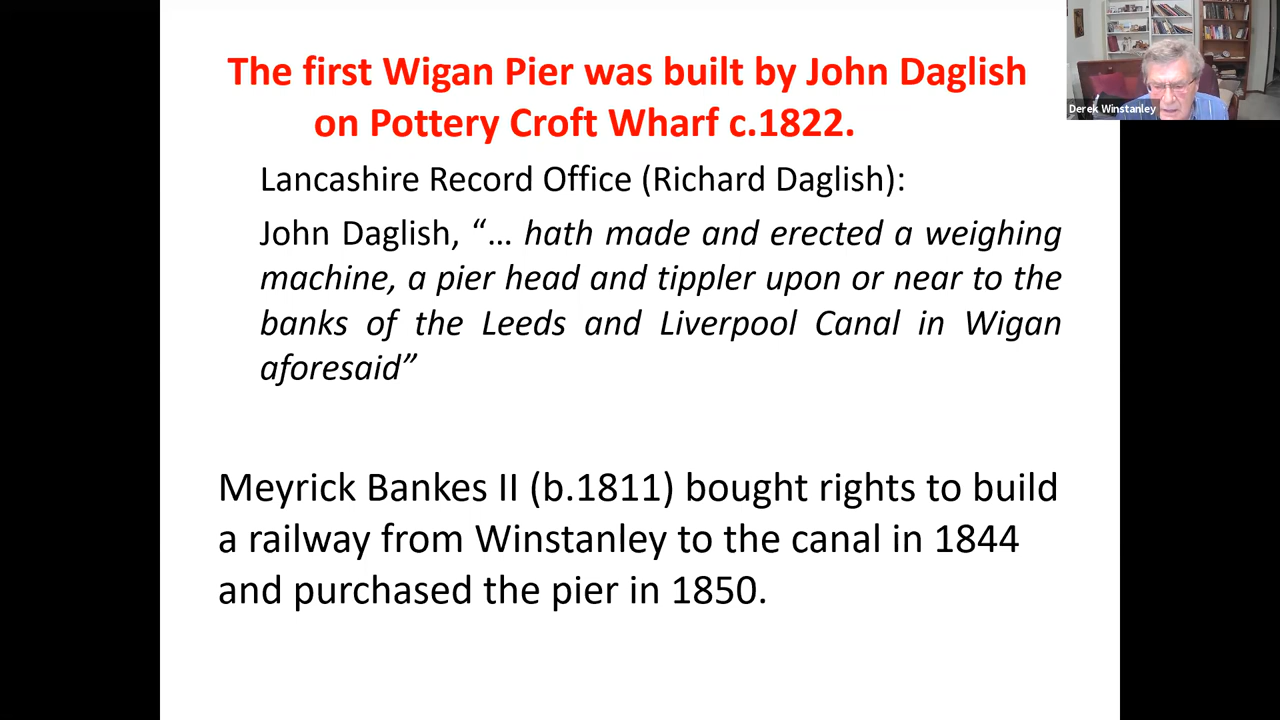 The first Wigan Pier was built by John Daglish
on Pottery Croft Wharf c.1822.
Lancashire Record Office (Richard Daglish):
John Daglish, “… hath made and erected a weighing
machine, a pier head and tippler upon or near to the
banks of the Leeds and Liverpool Canal in Wigan
aforesaid”
Meyrick Bankes II (b.1811) bought rights to build
a railway from Winstanley to the canal in 1844
and purchased the pier in 1850.
Derek Winstanley